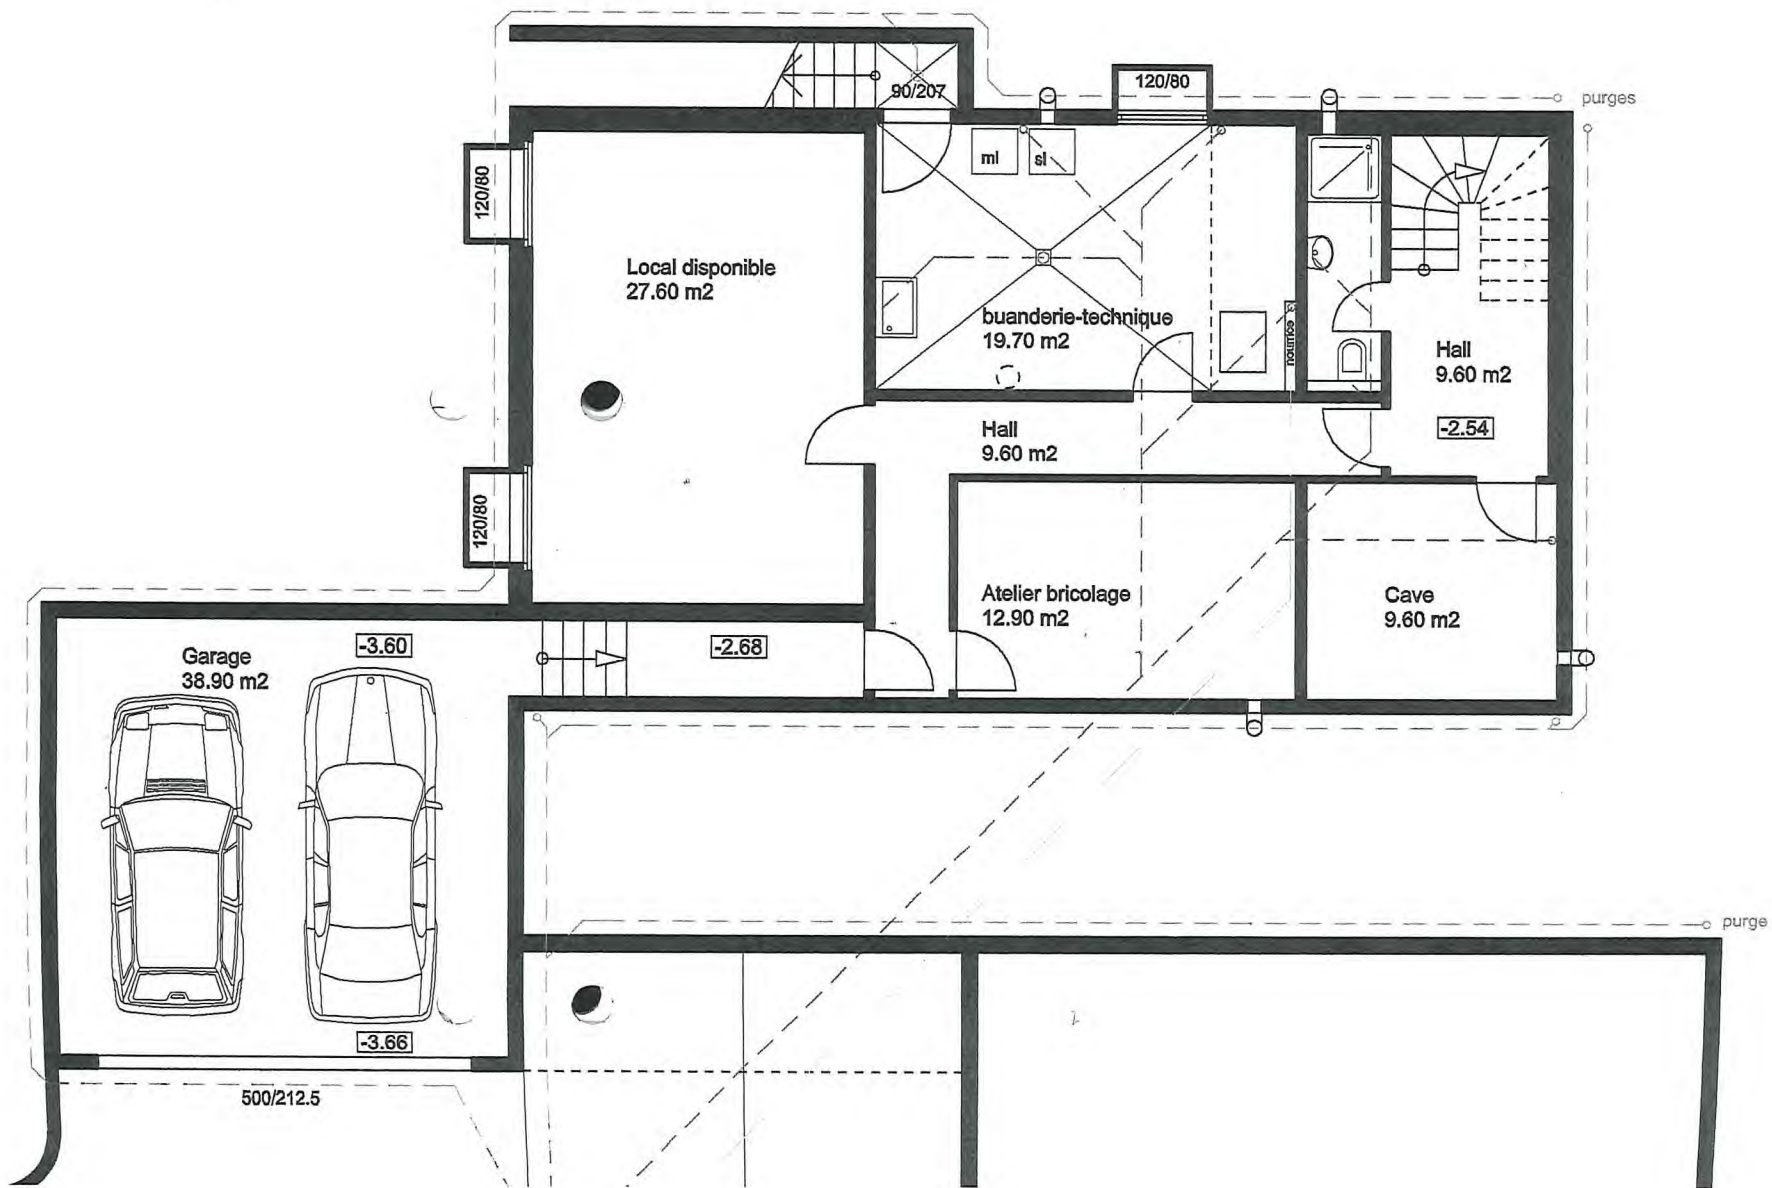 90/207
120/80
purges
120/80
ml
sl
Local disponible
27.60 m2
buanderie-technique
19.70 m2
nourrice
Hall
9.60 m2
-2.54
Hall
9.60 m2
120/80
Atelier bricolage
12.90 m2
Cave
9.60 m2
Garage
38.90 m2
-3.60
-2.68
purge
-3.66
500/212.5